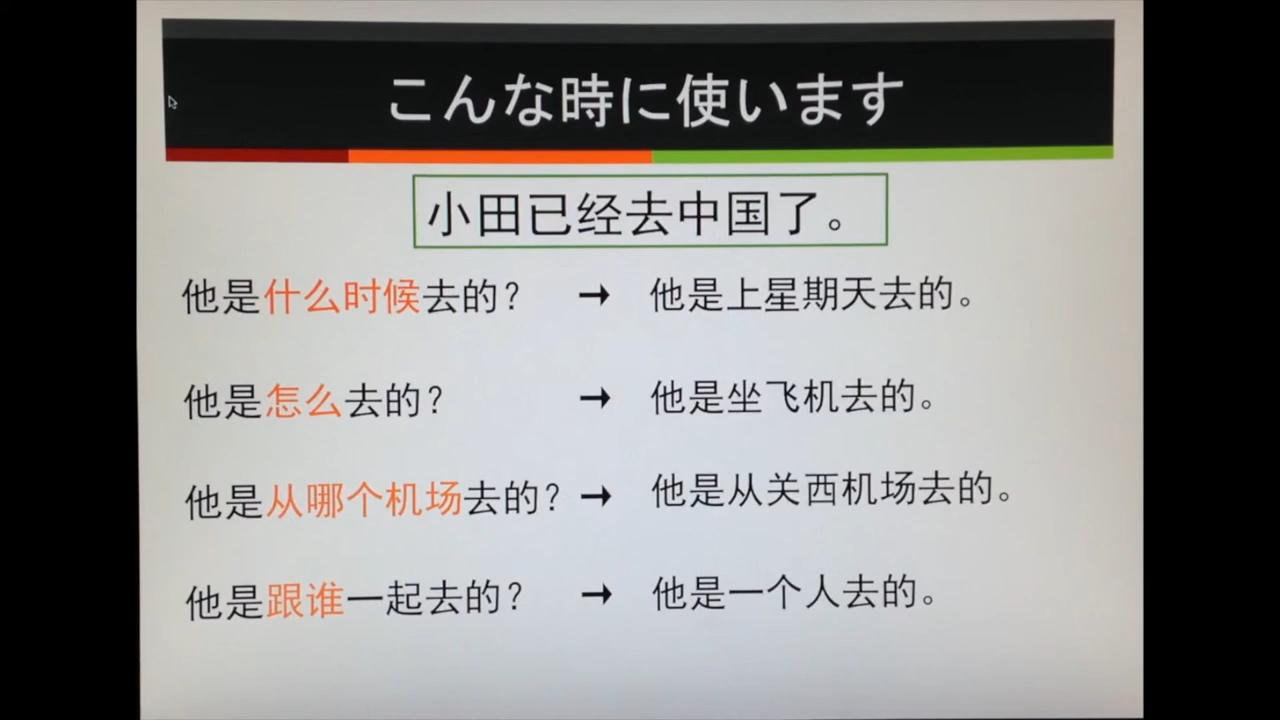 こんな時に使います
小田已经去中国了。
他是什么时候去的？ → 他是上星期天去的。
他是怎么去的？ → 他是坐飞机去的。
他是从哪个机场去的？ → 他是从关西机场去的。
他是跟谁一起去的？ → 他是一个人去的。